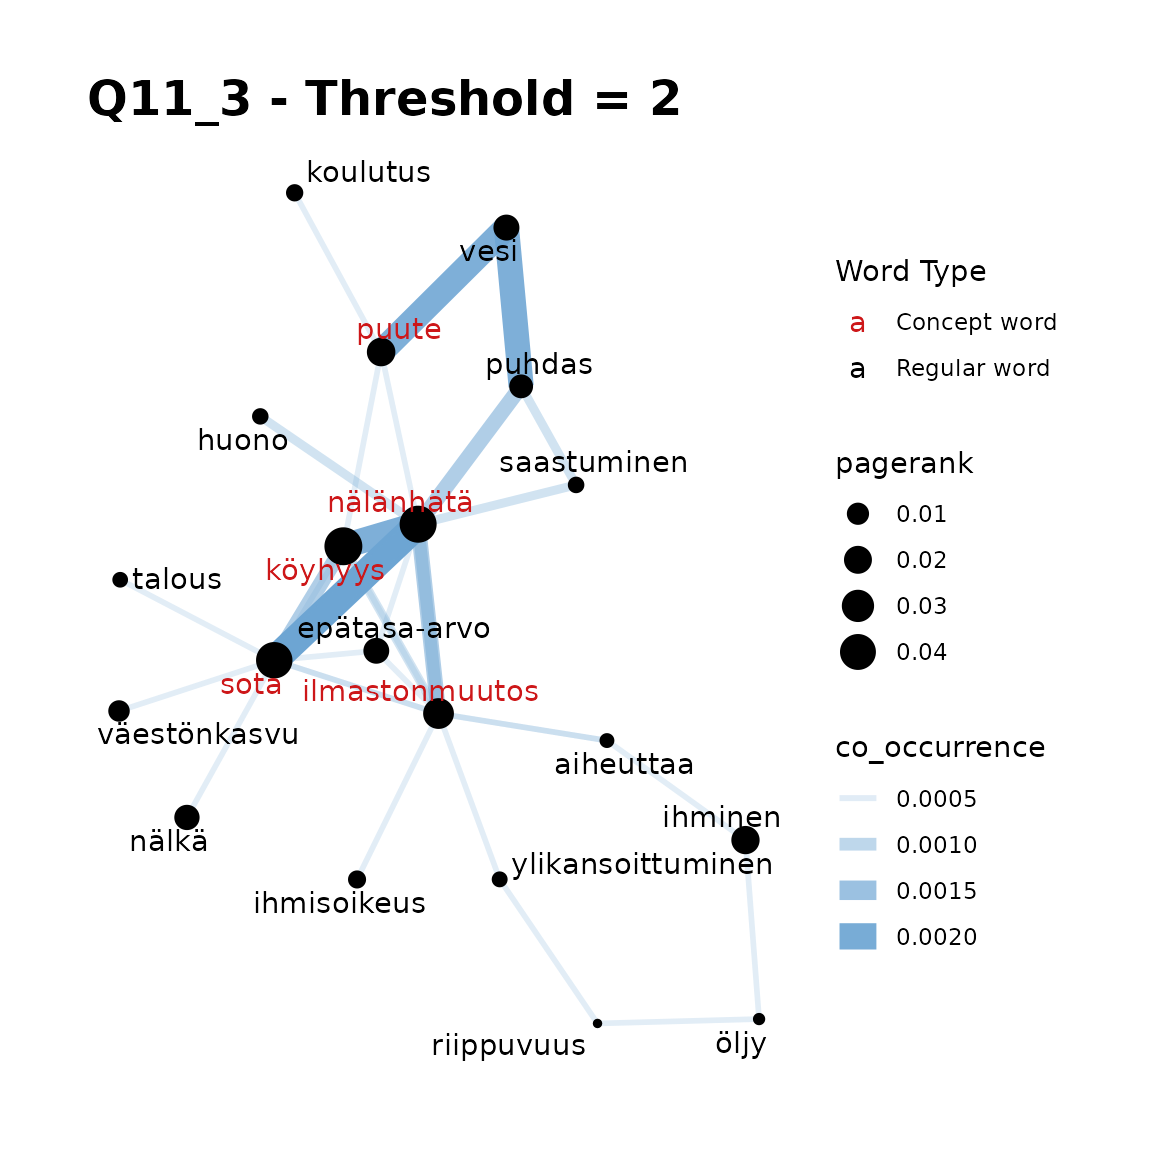 Q11_3 - Threshold = 2
koulutus
vesi
puute
puhdas
huono
saastuminen
nälänhätä
köyhyys
talous
epätasa-arvo
sota
ilmastonmuutos
väestönkasvu
aiheuttaa
ihminen
nälkä
ylikansoittuminen
ihmisoikeus
riippuvuus
öljy
Word Type
a Concept word
a Regular word
pagerank
0.01
0.02
0.03
0.04
co_occurrence
0.0005
0.0010
0.0015
0.0020